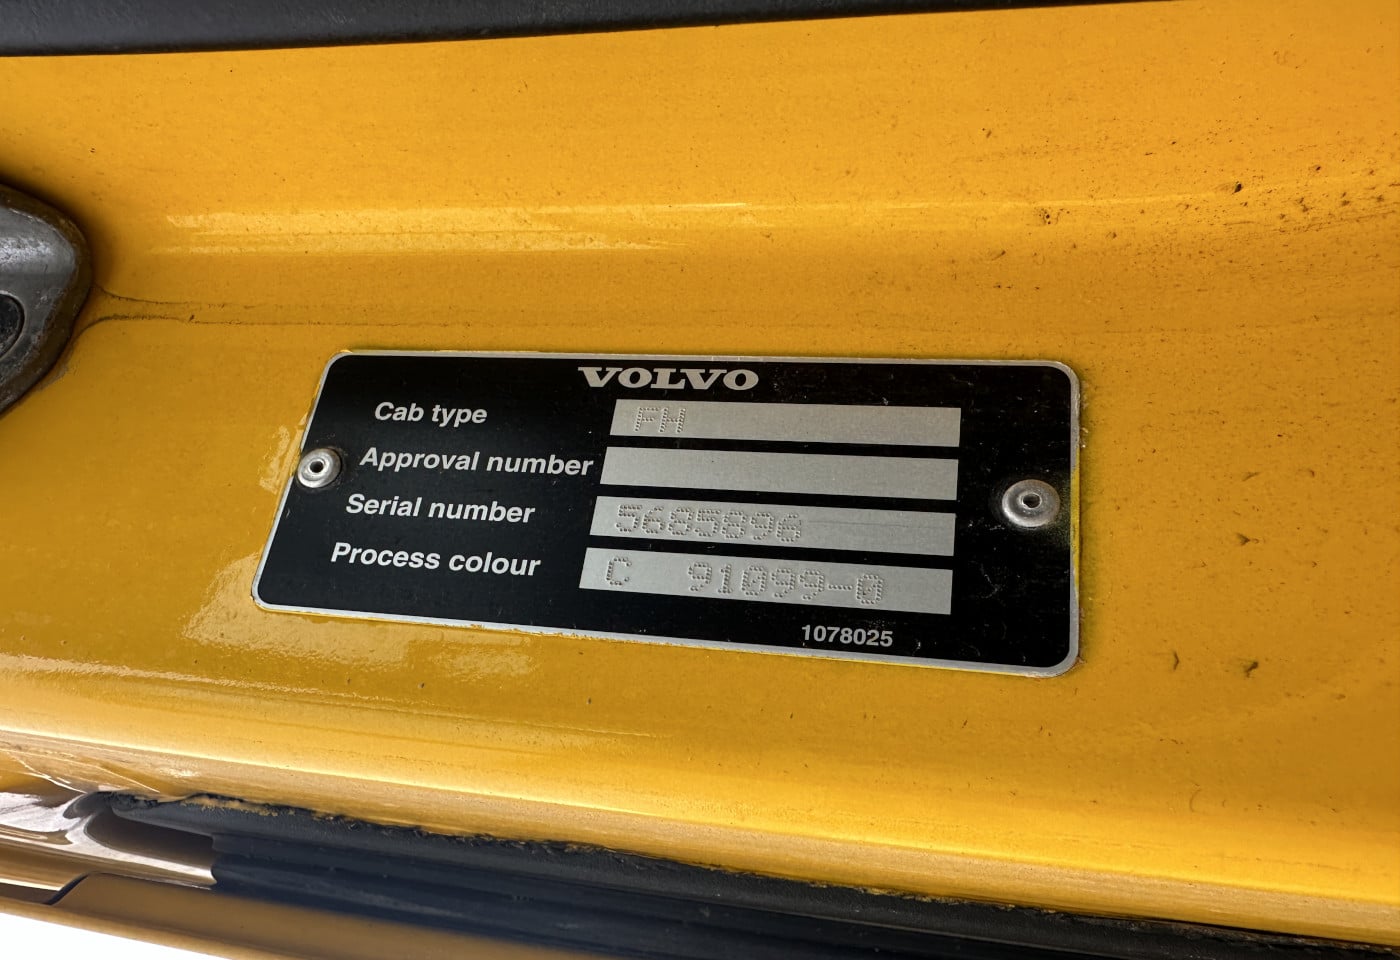 VOLVO
Cab type FH
Approval number
Serial number 5685896
Process colour C 91099-0
1078025